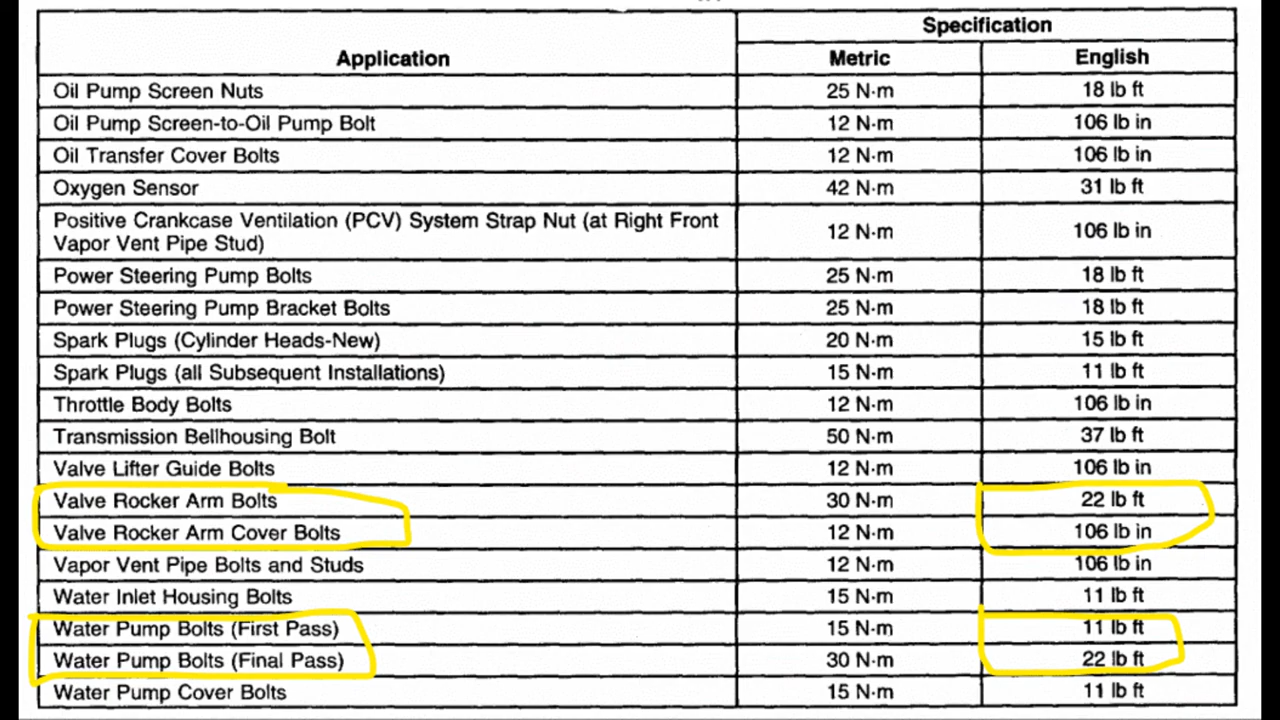 Specification
Application Metric English
Oil Pump Screen Nuts 25 N·m 18 lb ft
Oil Pump Screen-to-Oil Pump Bolt 12 N·m 106 lb in
Oil Transfer Cover Bolts 12 N·m 106 lb in
Oxygen Sensor 42 N·m 31 lb ft
Positive Crankcase Ventilation (PCV) System Strap Nut (at Right Front
Vapor Vent Pipe Stud) 12 N·m 106 lb in
Power Steering Pump Bolts 25 N·m 18 lb ft
Power Steering Pump Bracket Bolts 25 N·m 18 lb ft
Spark Plugs (Cylinder Heads-New) 20 N·m 15 lb ft
Spark Plugs (all Subsequent Installations) 15 N·m 11 lb ft
Throttle Body Bolts 12 N·m 106 lb in
Transmission Bellhousing Bolt 50 N·m 37 lb ft
Valve Lifter Guide Bolts 12 N·m 106 lb in
Valve Rocker Arm Bolts 30 N·m 22 lb ft
Valve Rocker Arm Cover Bolts 12 N·m 106 lb in
Vapor Vent Pipe Bolts and Studs 12 N·m 106 lb in
Water Inlet Housing Bolts 15 N·m 11 lb ft
Water Pump Bolts (First Pass) 15 N·m 11 lb ft
Water Pump Bolts (Final Pass) 30 N·m 22 lb ft
Water Pump Cover Bolts 15 N·m 11 lb ft